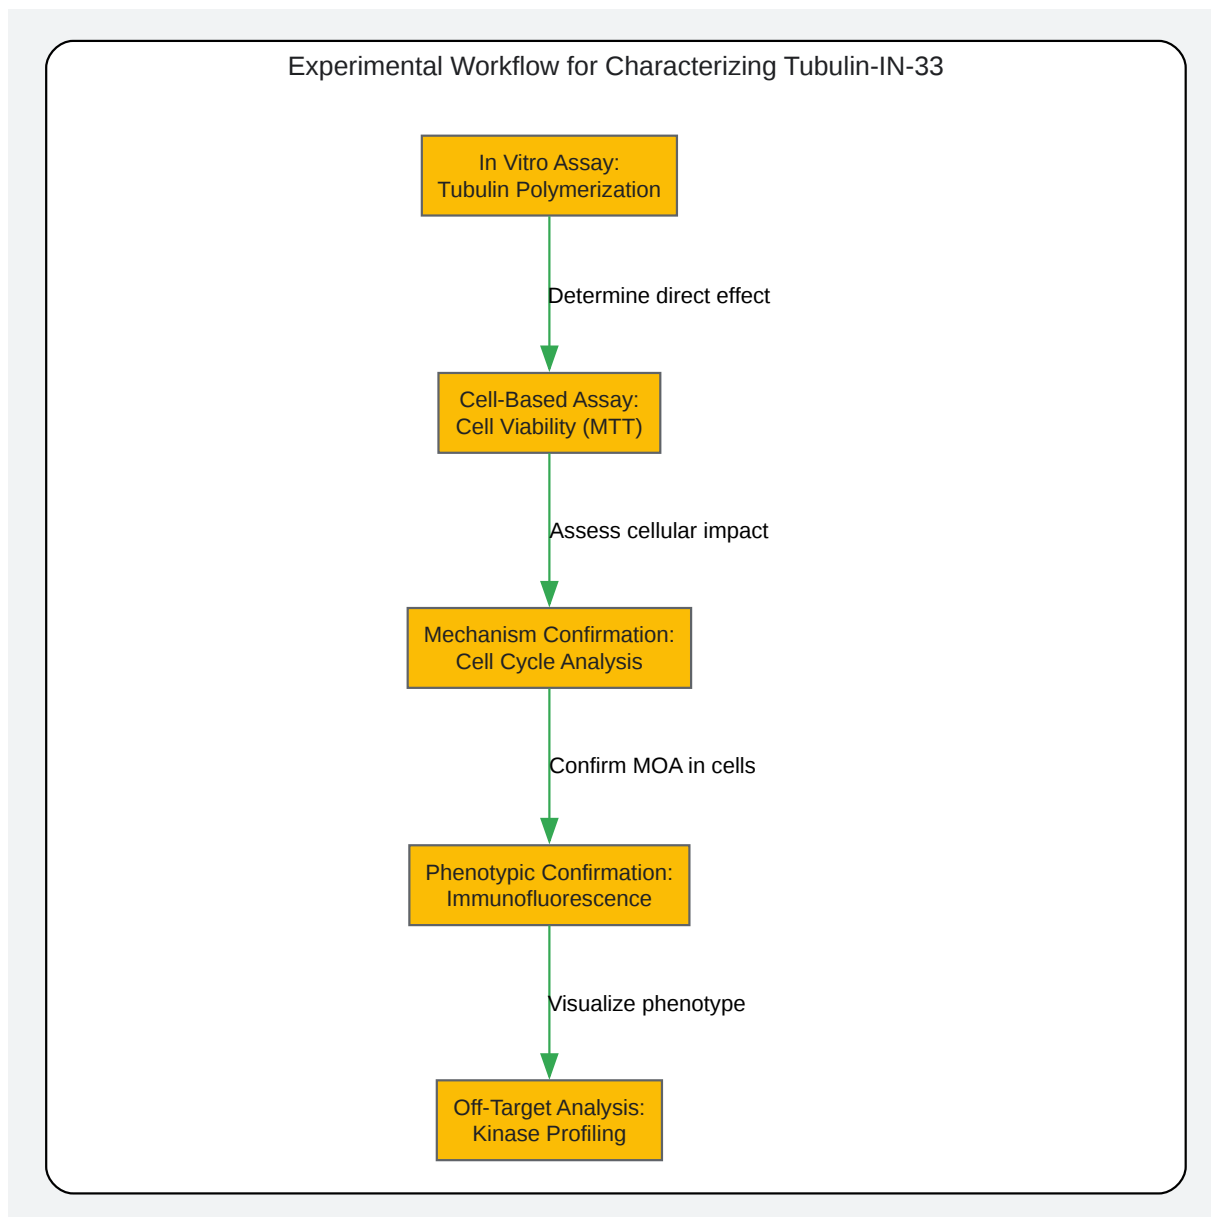 Experimental Workflow for Characterizing Tubulin-IN-33
In Vitro Assay:
Tubulin Polymerization
Determine direct effect
Cell-Based Assay:
Cell Viability (MTT)
Assess cellular impact
Mechanism Confirmation:
Cell Cycle Analysis
Confirm MOA in cells
Phenotypic Confirmation:
Immunofluorescence
Visualize phenotype
Off-Target Analysis:
Kinase Profiling